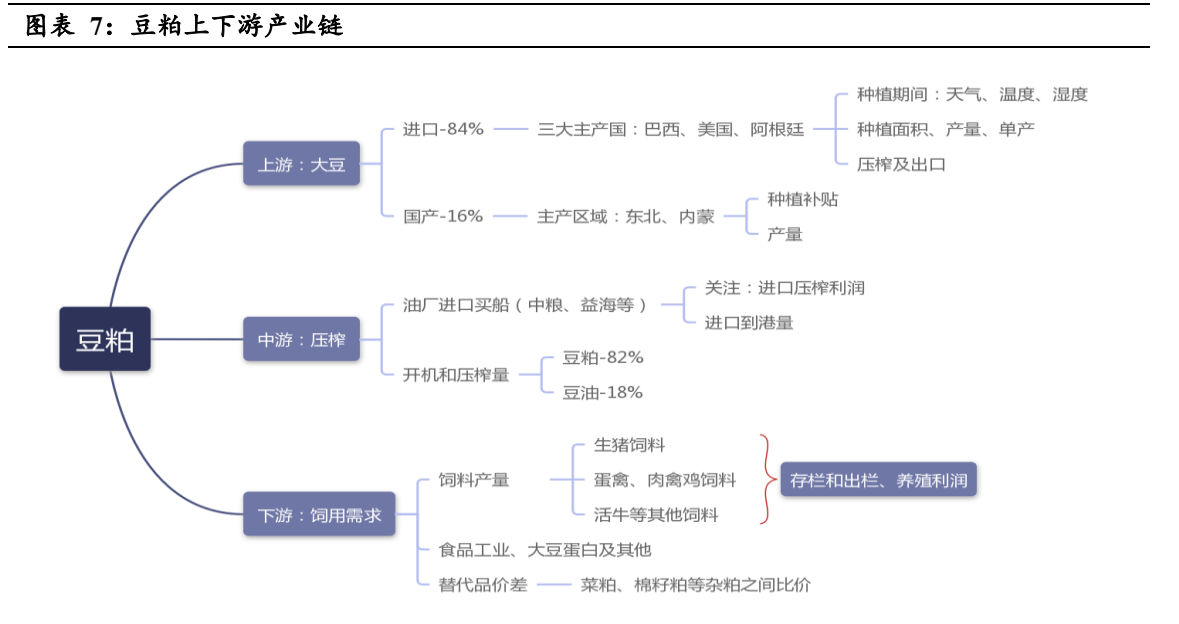 图表 7：豆粕上下游产业链
豆粕
上游：大豆
进口-84%
三大主产国：巴西、美国、阿根廷
种植期间：天气、温度、湿度
种植面积、产量、单产
压榨及出口
国产-16%
主产区域：东北、内蒙
种植补贴
产量
中游：压榨
油厂进口买船（中粮、益海等）
关注：进口压榨利润
进口到港量
开机和压榨量
豆粕-82%
豆油-18%
下游：饲用需求
饲料产量
生猪饲料
蛋禽、肉禽鸡饲料
活牛等其他饲料
存栏和出栏、养殖利润
食品工业、大豆蛋白及其他
替代品价差
菜粕、棉籽粕等杂粕之间比价